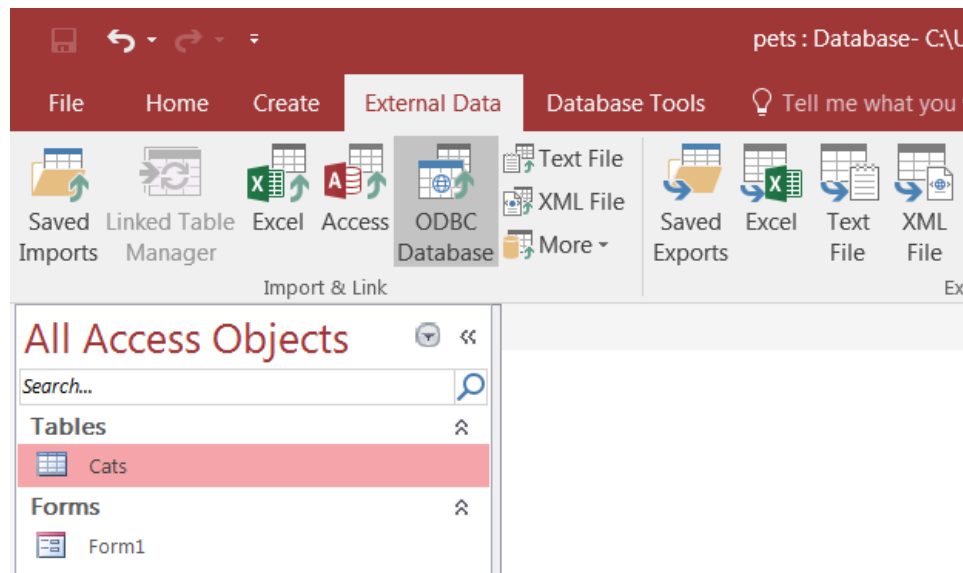 pets : Database- C:\U
File Home Create External Data Database Tools Tell me what you
Saved Imports
Linked Table Manager
Excel
Access
ODBC Database
Text File
XML File
More
Saved Exports
Excel
Text File
XML File
Import & Link
Ex
All Access Objects
Search...
Tables
Cats
Forms
Form1